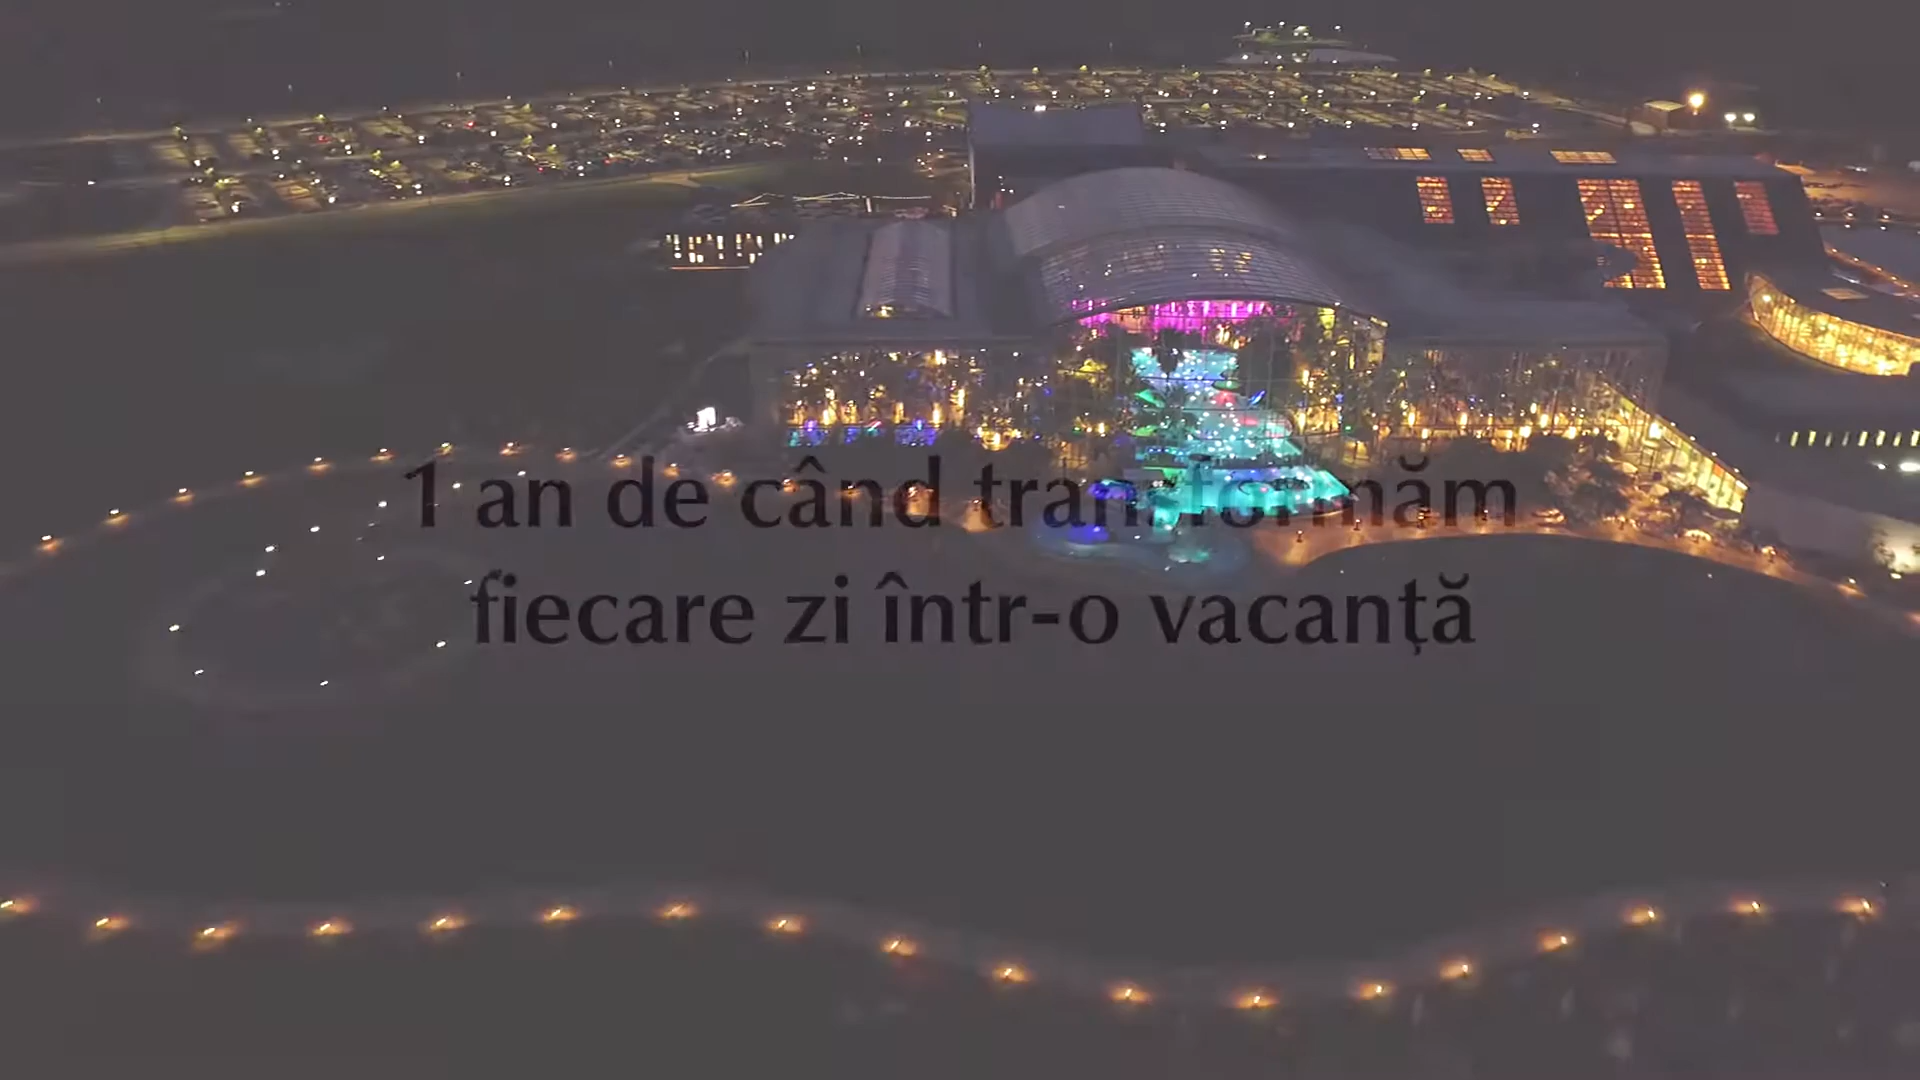 1 an de când transformăm
fiecare zi într-o vacanță